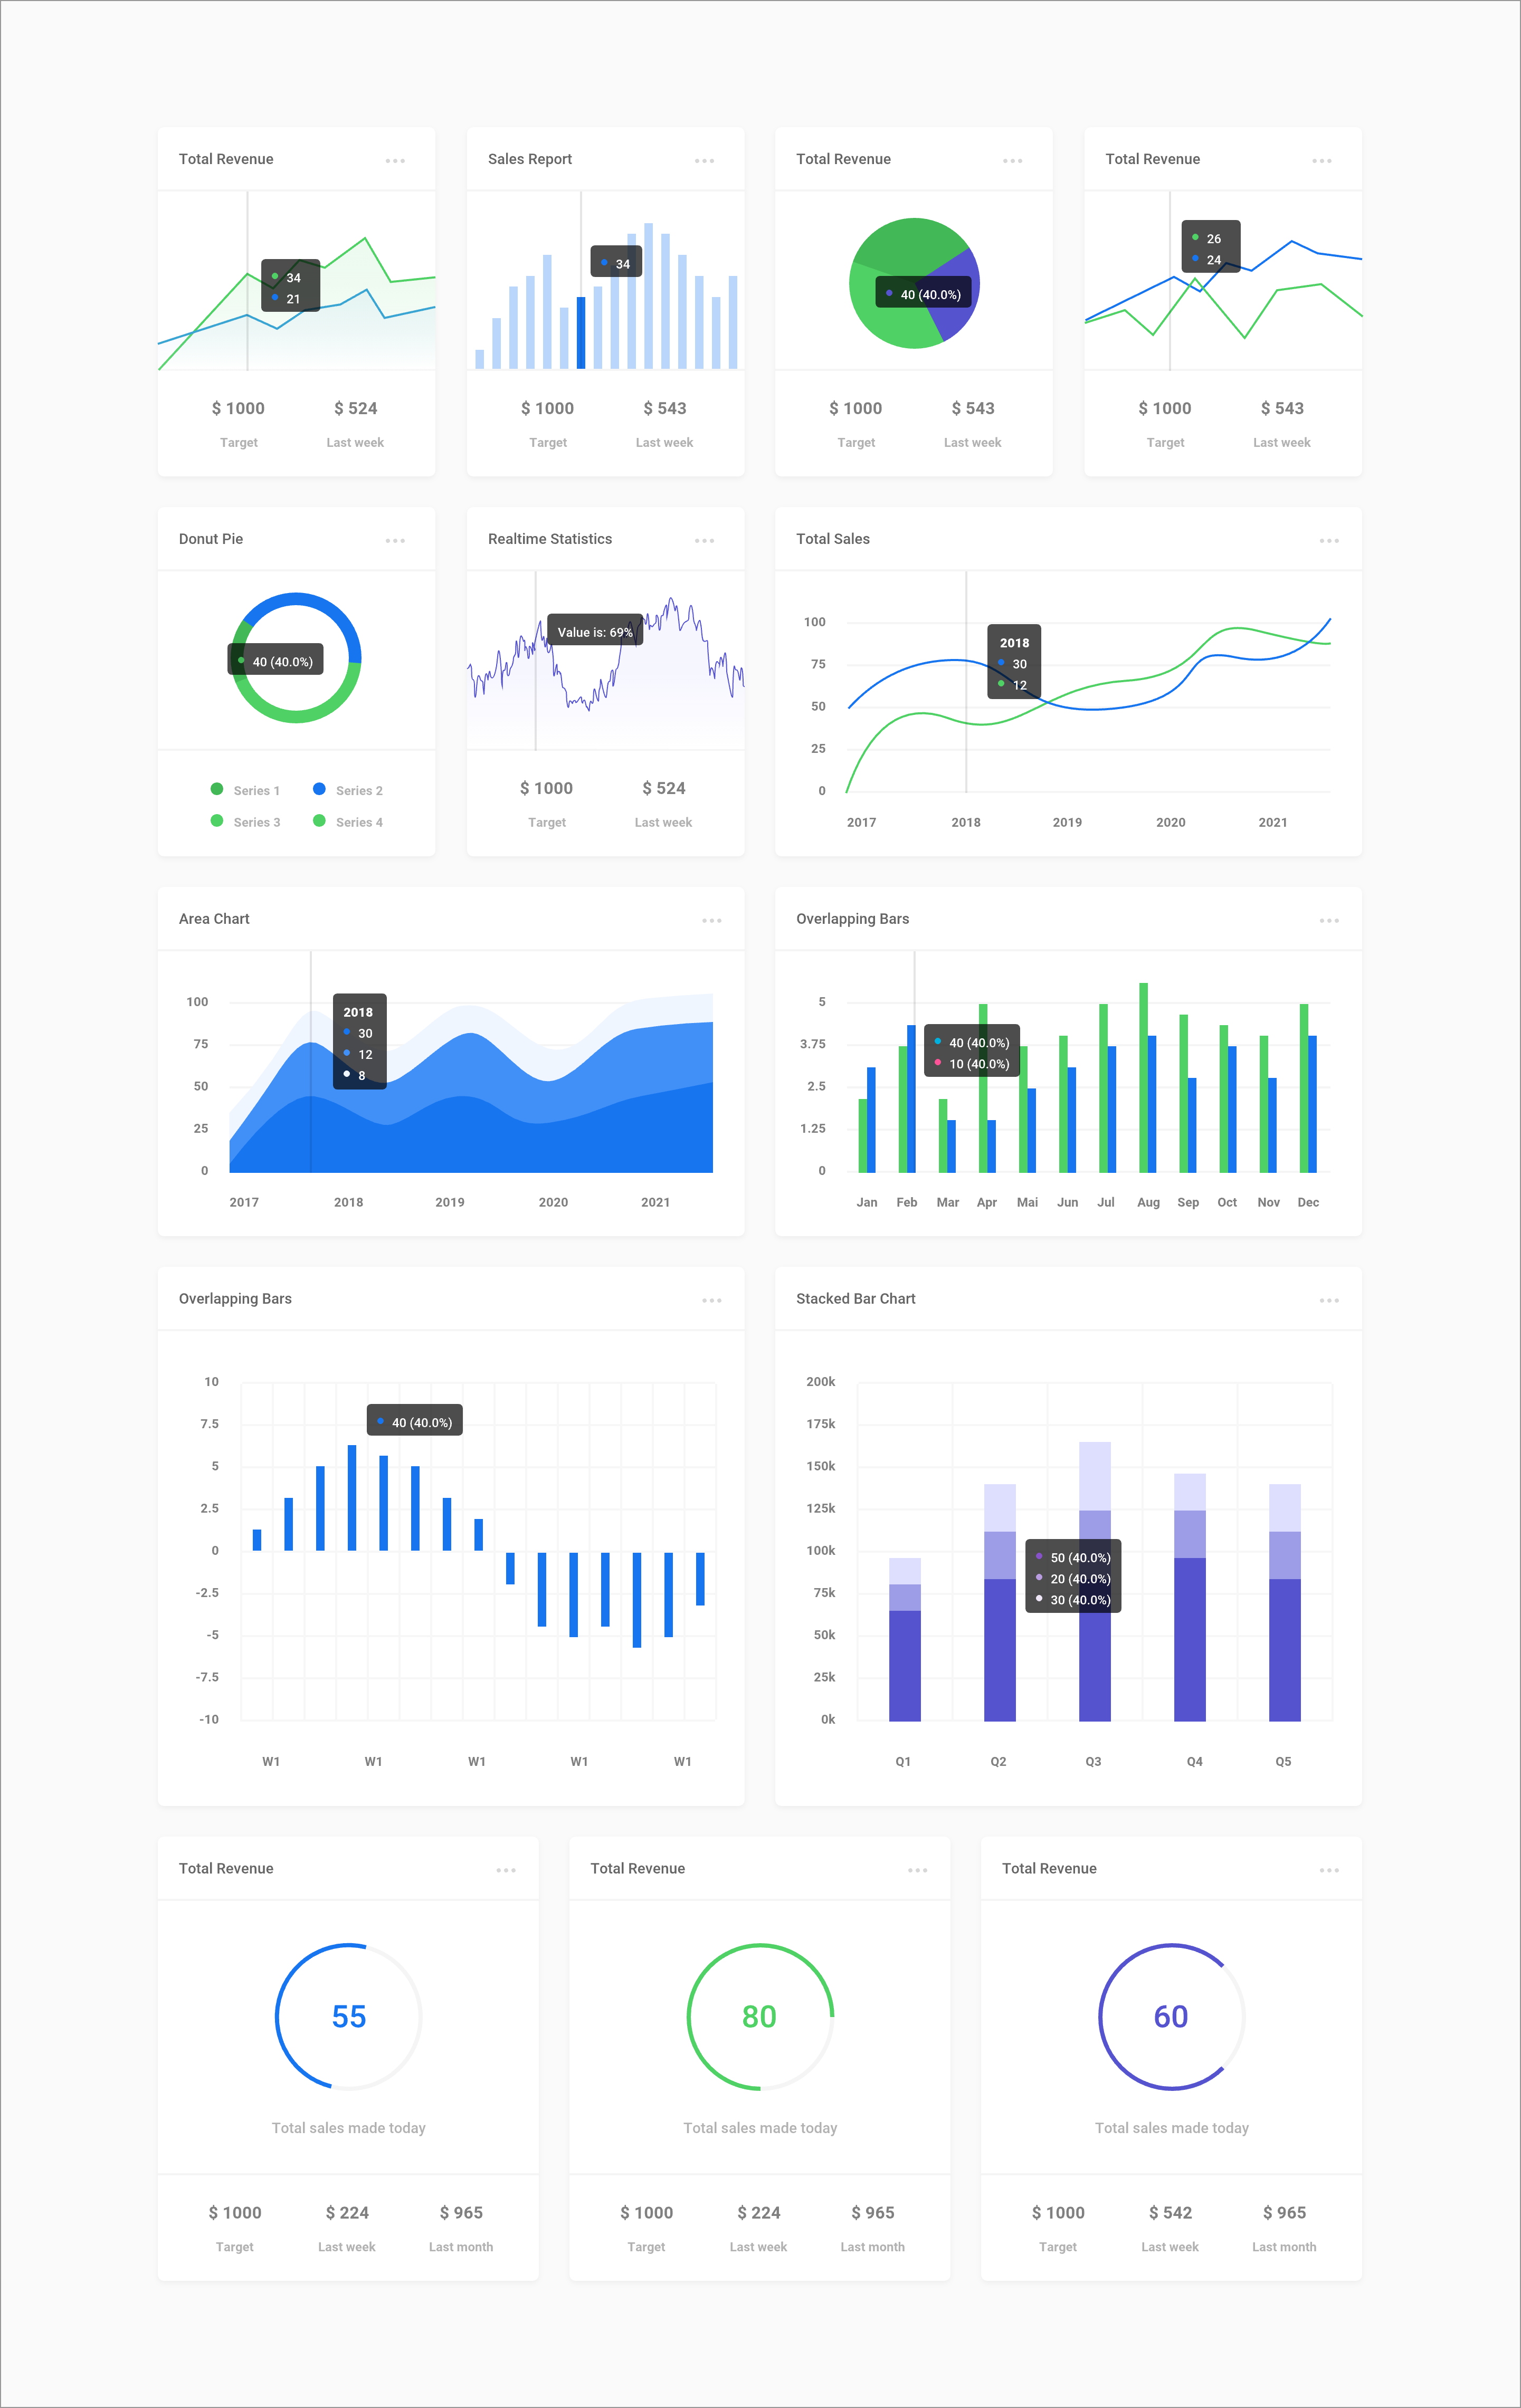 Total Revenue
34
21
$ 1000
$ 524
Target
Last week
Sales Report
34
$ 1000
$ 543
Target
Last week
Total Revenue
40 (40.0%)
$ 1000
$ 543
Target
Last week
Total Revenue
26
24
$ 1000
$ 543
Target
Last week
Donut Pie
40 (40.0%)
Series 1
Series 2
Series 3
Series 4
Realtime Statistics
Value is: 69%
$ 1000
$ 524
Target
Last week
Total Sales
100
75
50
25
0
2018
30
12
2017
2018
2019
2020
2021
Area Chart
100
75
50
25
0
2018
30
12
8
2017
2018
2019
2020
2021
Overlapping Bars
5
3.75
2.5
1.25
0
40 (40.0%)
10 (40.0%)
Jan
Feb
Mar
Apr
Mai
Jun
Jul
Aug
Sep
Oct
Nov
Dec
Overlapping Bars
10
7.5
5
2.5
0
-2.5
-5
-7.5
-10
40 (40.0%)
W1
W1
W1
W1
W1
Stacked Bar Chart
200k
175k
150k
125k
100k
75k
50k
25k
0k
50 (40.0%)
20 (40.0%)
30 (40.0%)
Q1
Q2
Q3
Q4
Q5
Total Revenue
55
Total sales made today
$ 1000
$ 224
$ 965
Target
Last week
Last month
Total Revenue
80
Total sales made today
$ 1000
$ 224
$ 965
Target
Last week
Last month
Total Revenue
60
Total sales made today
$ 1000
$ 542
$ 965
Target
Last week
Last month